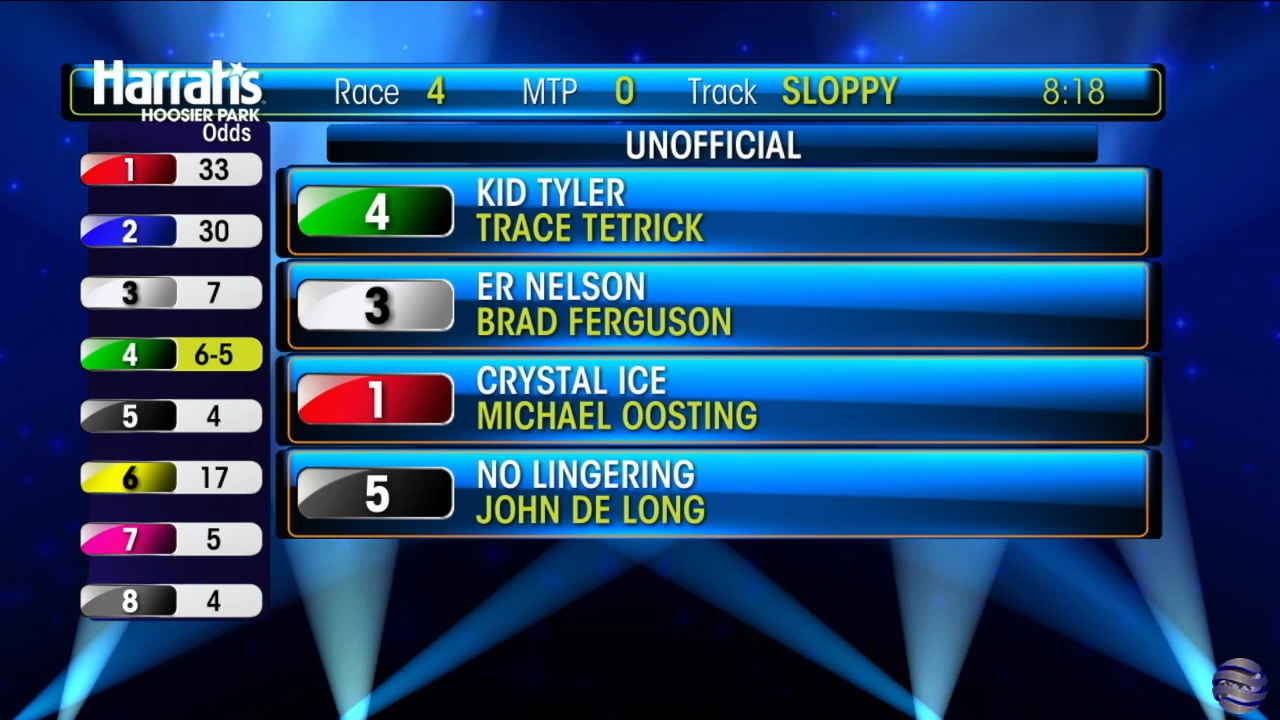 Harrah's
HOOSIER PARK
Race 4 MTP 0 Track SLOPPY 8:18
Odds
1 33
2 30
3 7
4 6-5
5 4
6 17
7 5
8 4
UNOFFICIAL
4 KID TYLER
TRACE TETRICK
3 ER NELSON
BRAD FERGUSON
1 CRYSTAL ICE
MICHAEL OOSTING
5 NO LINGERING
JOHN DE LONG